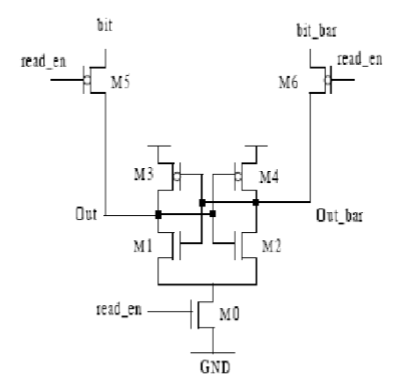 bit
bit_bar
read_en
read_en
M5
M6
M3
M4
Out
Out_bar
M1
M2
read_en
M0
GND